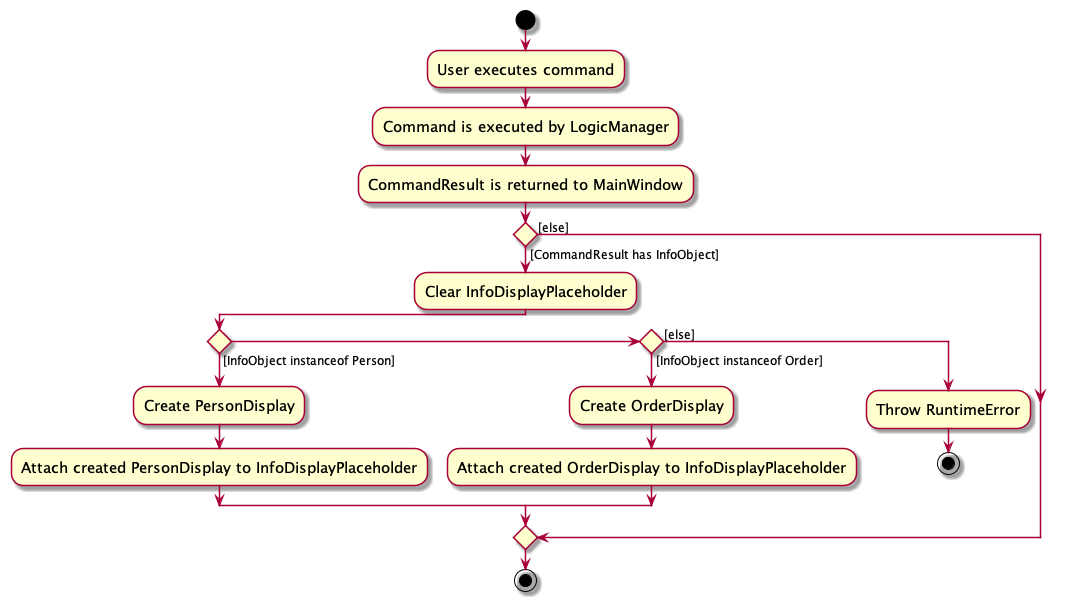 User executes command
Command is executed by LogicManager
CommandResult is returned to MainWindow
[else]
[CommandResult has InfoObject]
Clear InfoDisplayPlaceholder
[else]
[InfoObject instanceof Person]
[InfoObject instanceof Order]
Create PersonDisplay
Create OrderDisplay
Throw RuntimeError
Attach created PersonDisplay to InfoDisplayPlaceholder
Attach created OrderDisplay to InfoDisplayPlaceholder